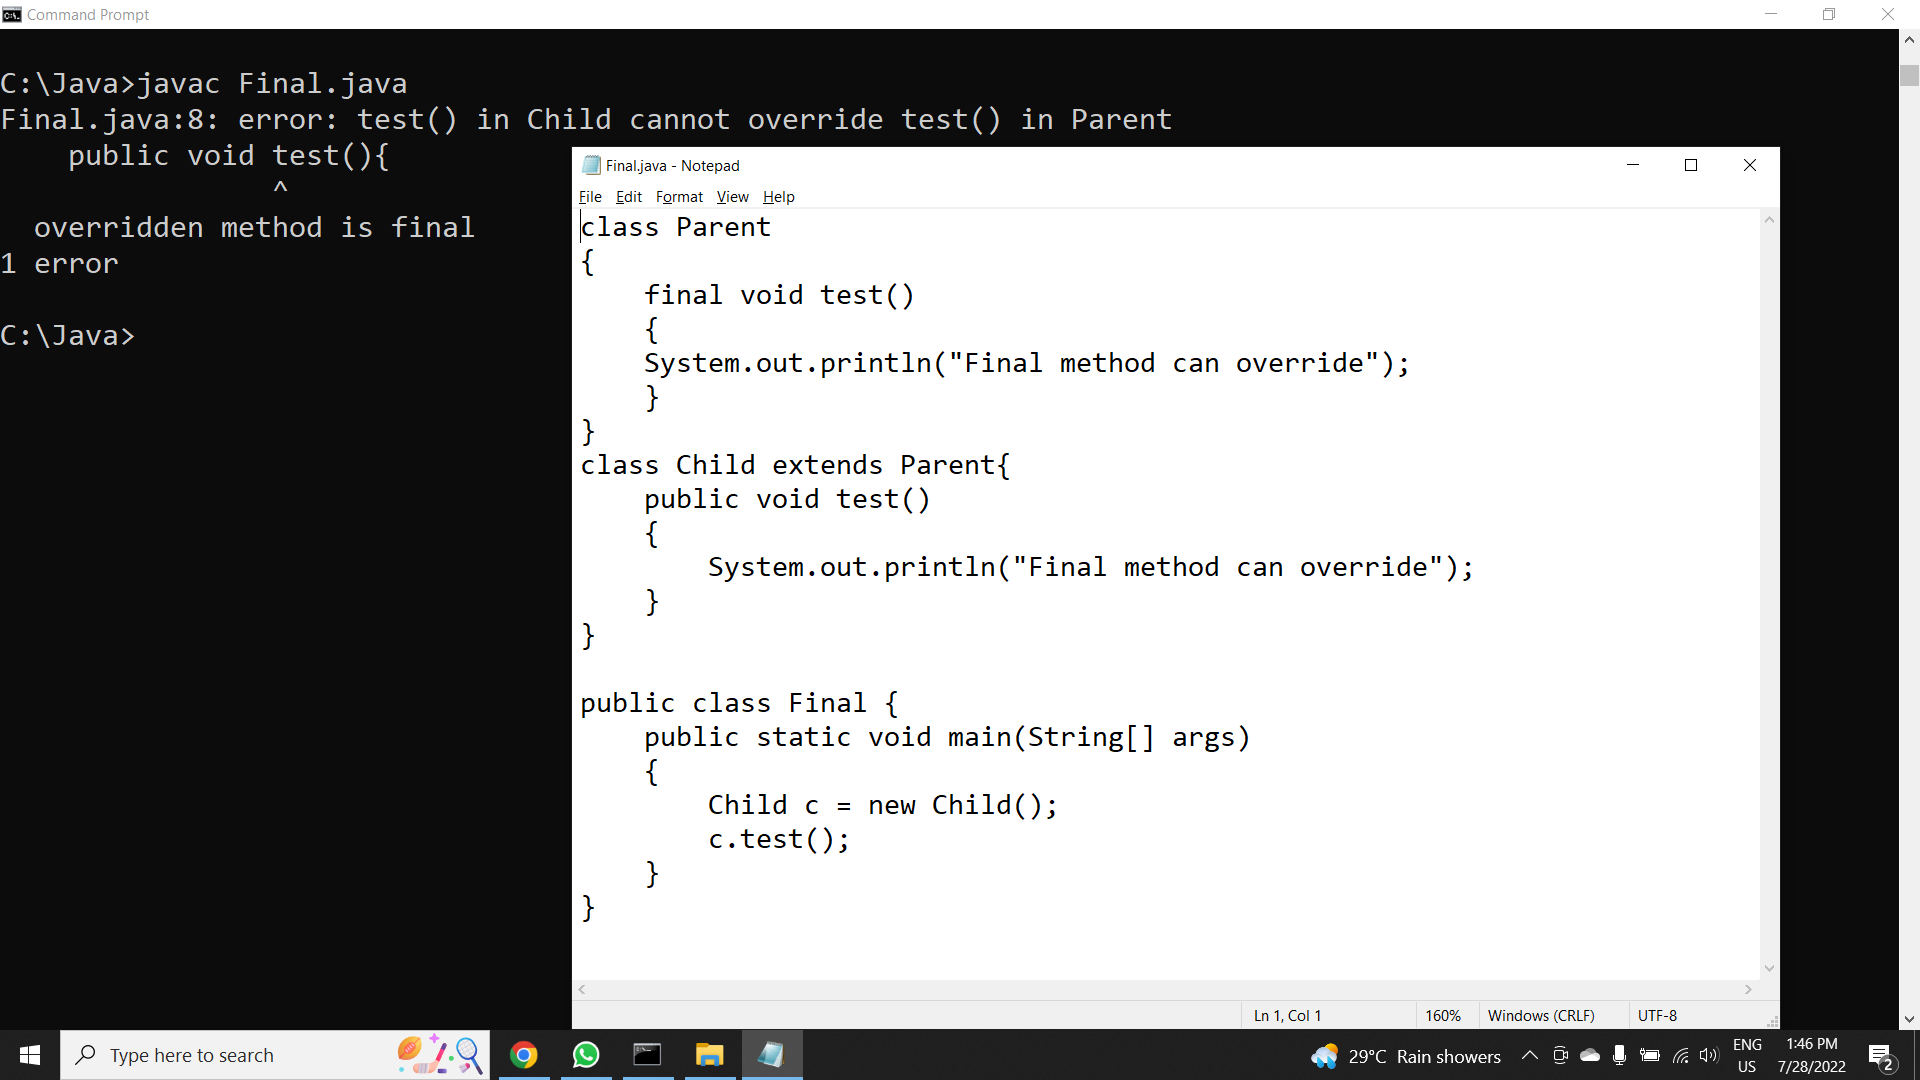 Command Prompt
C:\Java>javac Final.java
Final.java:8: error: test() in Child cannot override test() in Parent
    public void test(){
                ^
  overridden method is final
1 error
C:\Java>
Final.java - Notepad
File Edit Format View Help
class Parent
{
    final void test()
    {
    System.out.println("Final method can override");
    }
}
class Child extends Parent{
    public void test()
    {
        System.out.println("Final method can override");
    }
}
public class Final {
    public static void main(String[] args)
    {
        Child c = new Child();
        c.test();
    }
}
Ln 1, Col 1 160% Windows (CRLF) UTF-8
Type here to search
29°C Rain showers
ENG
US
1:46 PM
7/28/2022
2